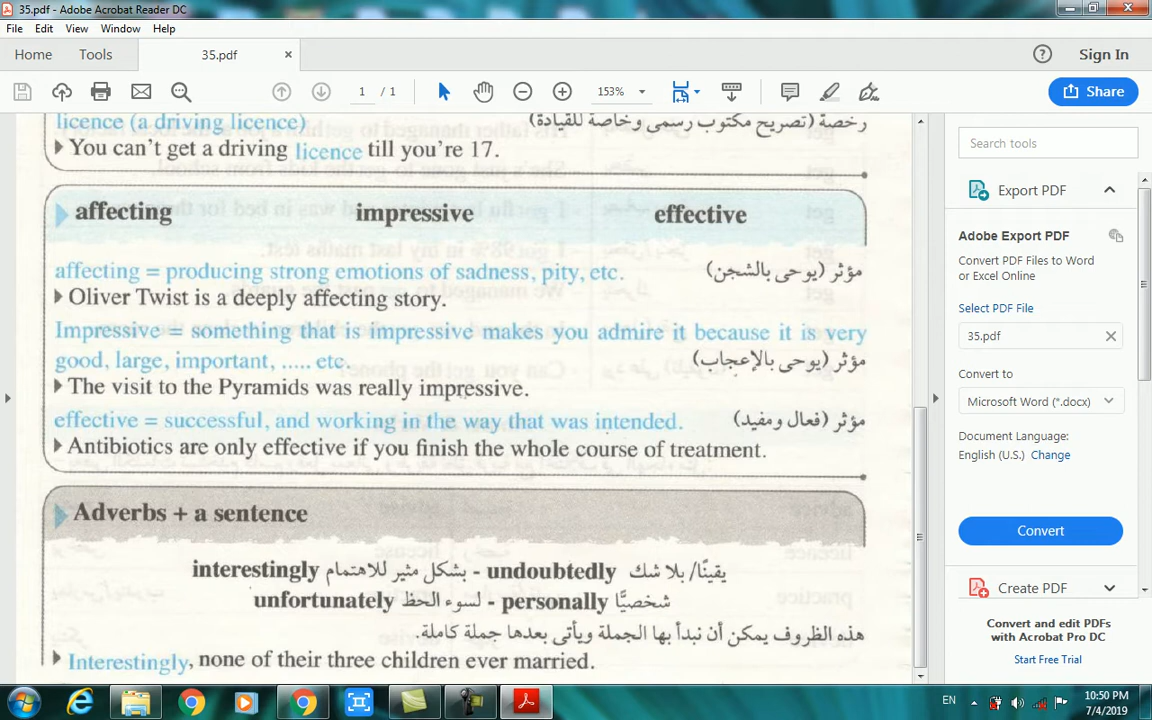 35.pdf - Adobe Acrobat Reader DC
File Edit View Window Help
Home Tools 35.pdf ×
Sign In
1 / 1 153% Share
licence (a driving licence) رخصة (تصريح مكتوب رسمى وخاصة للقيادة)
You can't get a driving licence till you're 17.
affecting impressive effective
affecting = producing strong emotions of sadness, pity, etc. مؤثر (يوحى بالشجن)
Oliver Twist is a deeply affecting story.
Impressive = something that is impressive makes you admire it because it is very
good, large, important, ..... etc. مؤثر (يوحى بالإعجاب)
The visit to the Pyramids was really impressive.
effective = successful, and working in the way that was intended. مؤثر (فعال ومفيد)
Antibiotics are only effective if you finish the whole course of treatment.
Adverbs + a sentence
interestingly بشكل مثير للاهتمام - undoubtedly يقينًا/ بلا شك
unfortunately لسوء الحظ - personally شخصيًّا
هذه الظروف يمكن أن نبدأ بها الجملة ويأتى بعدها جملة كاملة.
Interestingly, none of their three children ever married.
Search tools
Export PDF
Adobe Export PDF
Convert PDF Files to Word
or Excel Online
Select PDF File
35.pdf
Convert to
Microsoft Word (*.docx)
Document Language:
English (U.S.) Change
Convert
Create PDF
Convert and edit PDFs
with Acrobat Pro DC
Start Free Trial
EN
10:50 PM
7/4/2019